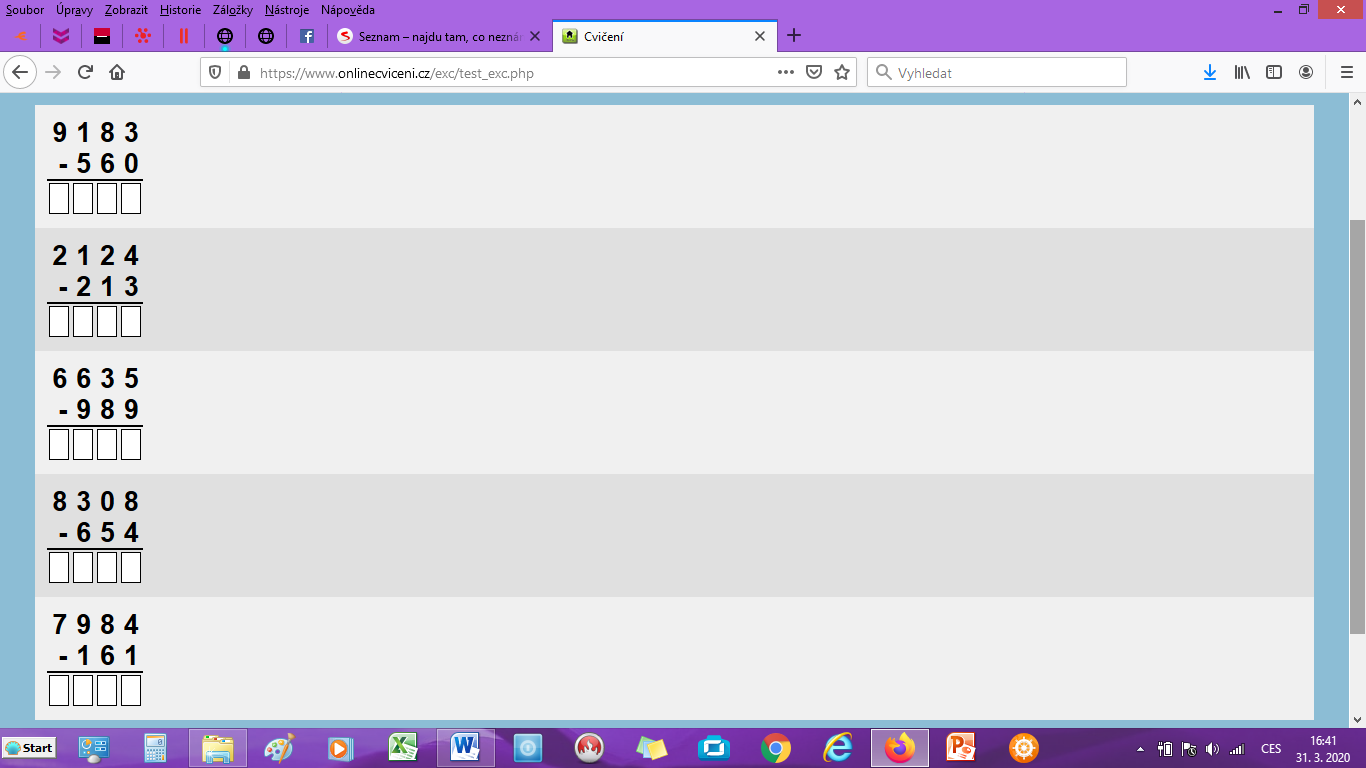 Soubor Úpravy Zobrazit Historie Záložky Nástroje Nápověda
Seznam – najdu tam, co neznám
Cvičení
https://www.onlinecviceni.cz/exc/test_exc.php
Vyhledat
9 1 8 3
- 5 6 0
2 1 2 4
- 2 1 3
6 6 3 5
- 9 8 9
8 3 0 8
- 6 5 4
7 9 8 4
- 1 6 1
Start
CES
16:41
31. 3. 2020